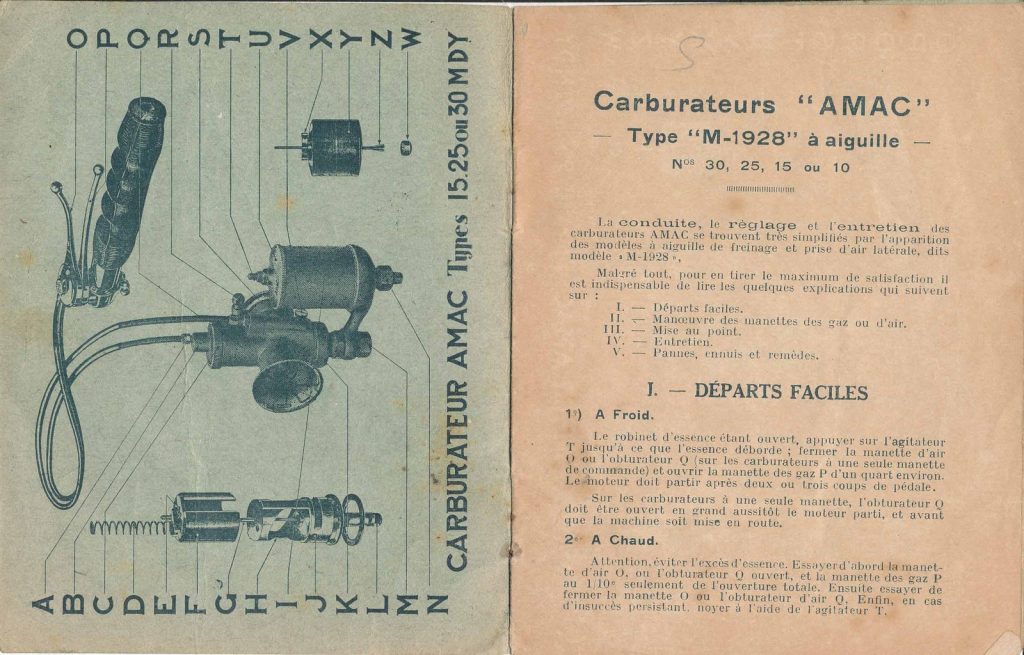 O P Q R S T U V X Y Z W
A B C D E F G H I J K L M N
CARBURATEUR AMAC Types 15.25 ou 30 MDY
S
Carburateurs "AMAC"
— Type "M-1928" à aiguille —
Nos 30, 25, 15 ou 10
La conduite, le règlage et l'entretien des
carburateurs AMAC se trouvent très simplifiés par l'apparition
des modèles à aiguille de freinage et prise d'air latérale, dits
modèle « M-1928 ».
Malgré tout, pour en tirer le maximum de satisfaction il
est indispensable de lire les quelques explications qui suivent
sur :
I. — Départs faciles.
II. — Manœuvre des manettes des gaz ou d'air.
III. — Mise au point.
IV. — Entretien.
V. — Pannes, ennuis et remèdes.
I. — DÉPARTS FACILES
1°) A Froid.
Le robinet d'essence étant ouvert, appuyer sur l'agitateur
T jusqu'à ce que l'essence déborde ; fermer la manette d'air
O ou l'obturateur Q (sur les carburateurs à une seule manette
de commande) et ouvrir la manette des gaz P d'un quart environ.
Le moteur doit partir après deux ou trois coups de pédale.
Sur les carburateurs à une seule manette, l'obturateur Q
doit être ouvert en grand aussitôt le moteur parti, et avant
que la machine soit mise en route.
2° A Chaud.
Attention, éviter l'excès d'essence. Essayer d'abord la manet-
te d'air O, ou l'obturateur Q ouvert, et la manette des gaz P
au 1/10e seulement de l'ouverture totale. Ensuite essayer de
fermer la manette O ou l'obturateur d'air Q. Enfin, en cas
d'insuccès persistant, noyer à l'aide de l'agitateur T.